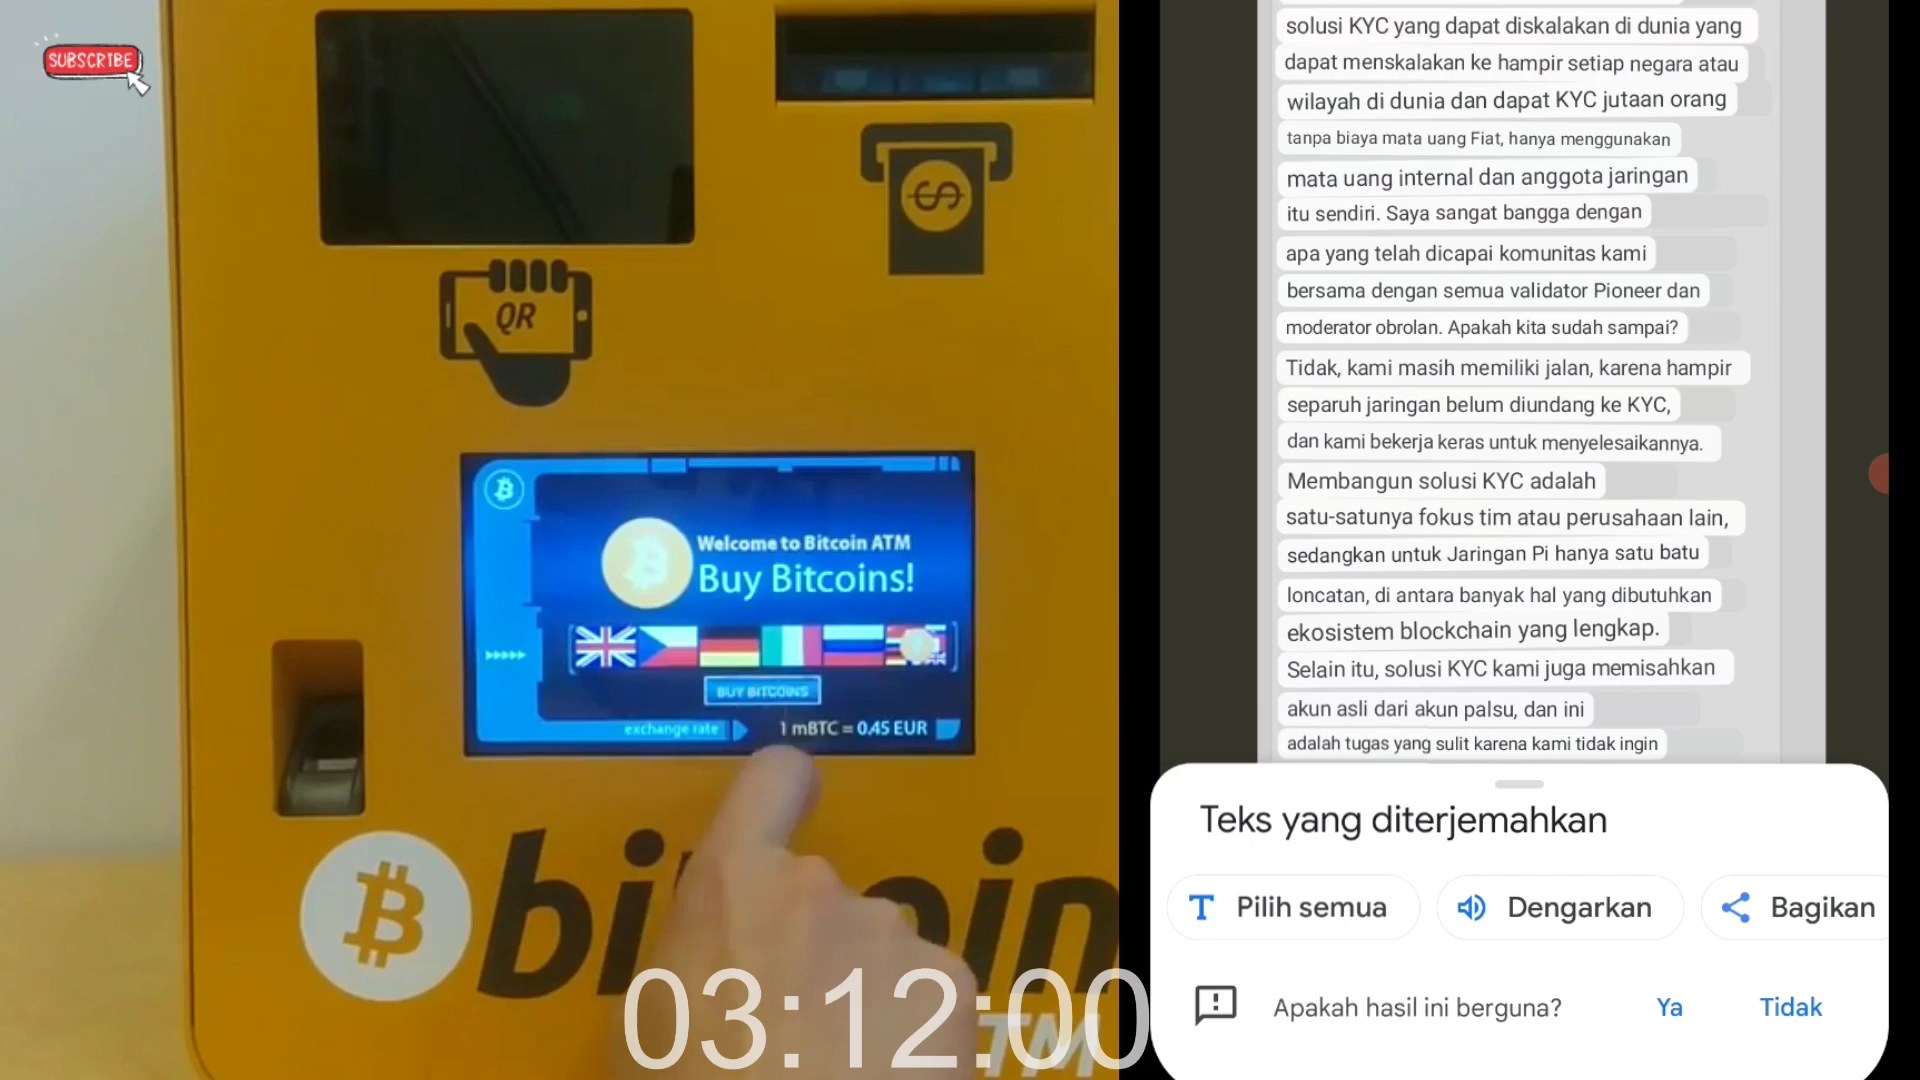 SUBSCRIBE
QR
Welcome to Bitcoin ATM
Buy Bitcoins!
BUY BITCOINS
exchange rate
1 mBTC = 0,45 EUR
bitcoin
ATM
03:12:00
solusi KYC yang dapat diskalakan di dunia yang
dapat menskalakan ke hampir setiap negara atau
wilayah di dunia dan dapat KYC jutaan orang
tanpa biaya mata uang Fiat, hanya menggunakan
mata uang internal dan anggota jaringan
itu sendiri. Saya sangat bangga dengan
apa yang telah dicapai komunitas kami
bersama dengan semua validator Pioneer dan
moderator obrolan. Apakah kita sudah sampai?
Tidak, kami masih memiliki jalan, karena hampir
separuh jaringan belum diundang ke KYC,
dan kami bekerja keras untuk menyelesaikannya.
Membangun solusi KYC adalah
satu-satunya fokus tim atau perusahaan lain,
sedangkan untuk Jaringan Pi hanya satu batu
loncatan, di antara banyak hal yang dibutuhkan
ekosistem blockchain yang lengkap.
Selain itu, solusi KYC kami juga memisahkan
akun asli dari akun palsu, dan ini
adalah tugas yang sulit karena kami tidak ingin
Teks yang diterjemahkan
Pilih semua
Dengarkan
Bagikan
Apakah hasil ini berguna?
Ya
Tidak